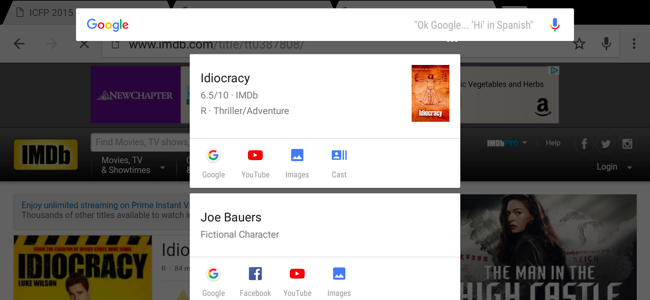 ICFP 2015
Google
"Ok Google... 'Hi' in Spanish"
www.imdb.com/title/tt0387808/
Idiocracy
6.5/10 · IMDb
R · Thriller/Adventure
Idiocracy
Google
YouTube
Images
Cast
NEWCHAPTER
ic Vegetables and Herbs
a
IMDb
Find Movies, TV shows,
IMDbPRO
Help
Movies, TV
& Showtimes
Login
Enjoy unlimited streaming on Prime Instant V
Thousands of other titles available to watch i
Joe Bauers
Fictional Character
Google
Facebook
YouTube
Images
IDIOCRACY
LUKE WILSON
Idio
R
84 m
THE MAN IN THE
HIGH CASTLE